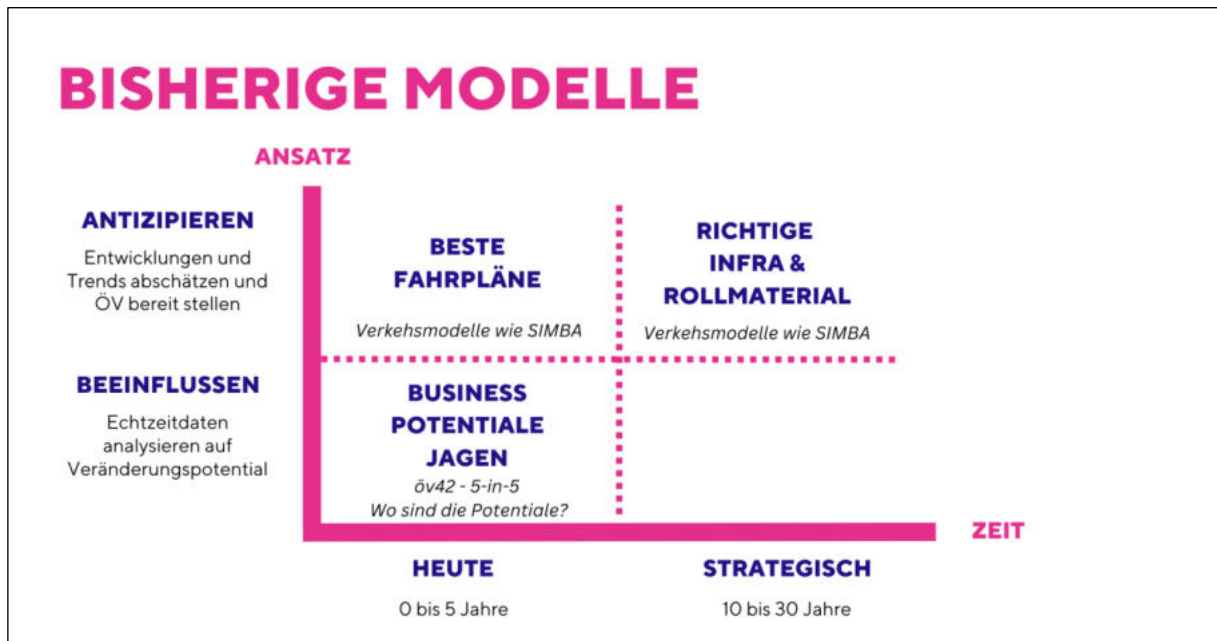 BISHERIGE MODELLE
ANSATZ
ANTIZIPIEREN
Entwicklungen und
Trends abschätzen und
ÖV bereit stellen
BESTE
FAHRPLÄNE
Verkehsmodelle wie SIMBA
RICHTIGE
INFRA &
ROLLMATERIAL
Verkehsmodelle wie SIMBA
BEEINFLUSSEN
Echtzeitdaten
analysieren auf
Veränderungspotential
BUSINESS
POTENTIALE
JAGEN
öv42 - 5-in-5
Wo sind die Potentiale?
ZEIT
HEUTE
0 bis 5 Jahre
STRATEGISCH
10 bis 30 Jahre